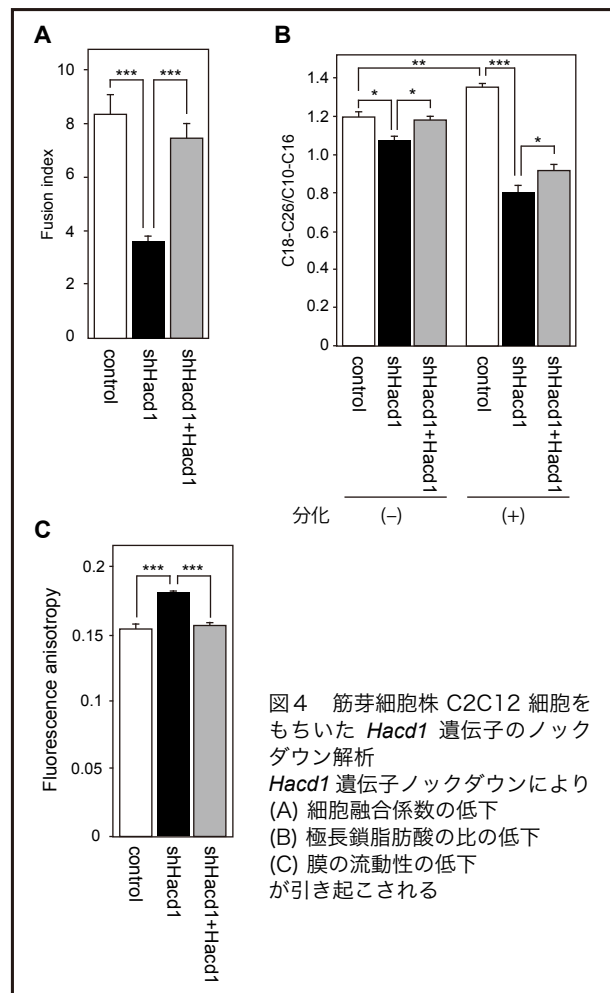 A
10
8
6
4
2
0
Fusion index
***
***
control
shHacd1
shHacd1+Hacd1
B
1.4
1.2
1.0
0.8
0.6
0.4
0.2
0
C18-C26/C10-C16
**
***
*
*
*
control
shHacd1
shHacd1+Hacd1
control
shHacd1
shHacd1+Hacd1
分化 (–) (+)
C
0.2
0.15
0.1
0.05
0
Fluorescence anisotropy
***
***
control
shHacd1
shHacd1+Hacd1
図4 筋芽細胞株 C2C12 細胞を
もちいた Hacd1 遺伝子のノック
ダウン解析
Hacd1 遺伝子ノックダウンにより
(A) 細胞融合係数の低下
(B) 極長鎖脂肪酸の比の低下
(C) 膜の流動性の低下
が引き起こされる